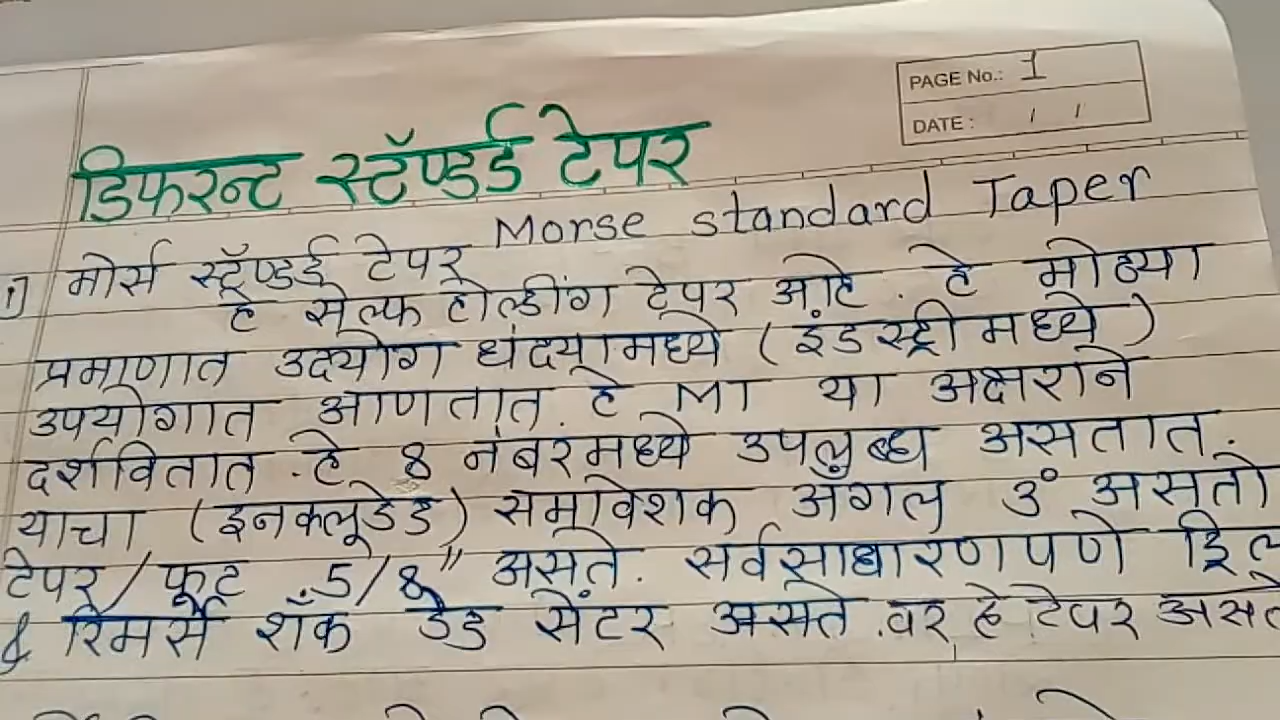 PAGE No.: 1
DATE : / /
डिफरन्ट स्टॅण्डर्ड टेपर
Morse standard Taper
1) मोर्स स्टॅण्डर्ड टेपर
हे सेल्फ होल्डींग टेपर आहे. हे मोठ्या
प्रमाणात उदयोग धंदयामध्ये (इंडस्ट्रीमध्ये)
उपयोगात आणतात. हे MT या अक्षराने
दर्शवितात. हे 8 नंबरमध्ये उपलब्ध असतात.
याचा (इनक्लूडेड) समावेशक अँगल 3° असतो
टेपर/फूट .5/8" असते. सर्वसाधारणपणे ड्रिल
& रिमर्स शँक डेड सेंटर असते. वर हे टेपर असते